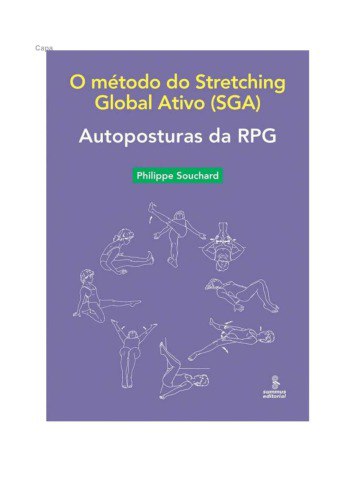 Capa
O método do Stretching
Global Ativo (SGA)
Autoposturas da RPG
Philippe Souchard
summus
editorial